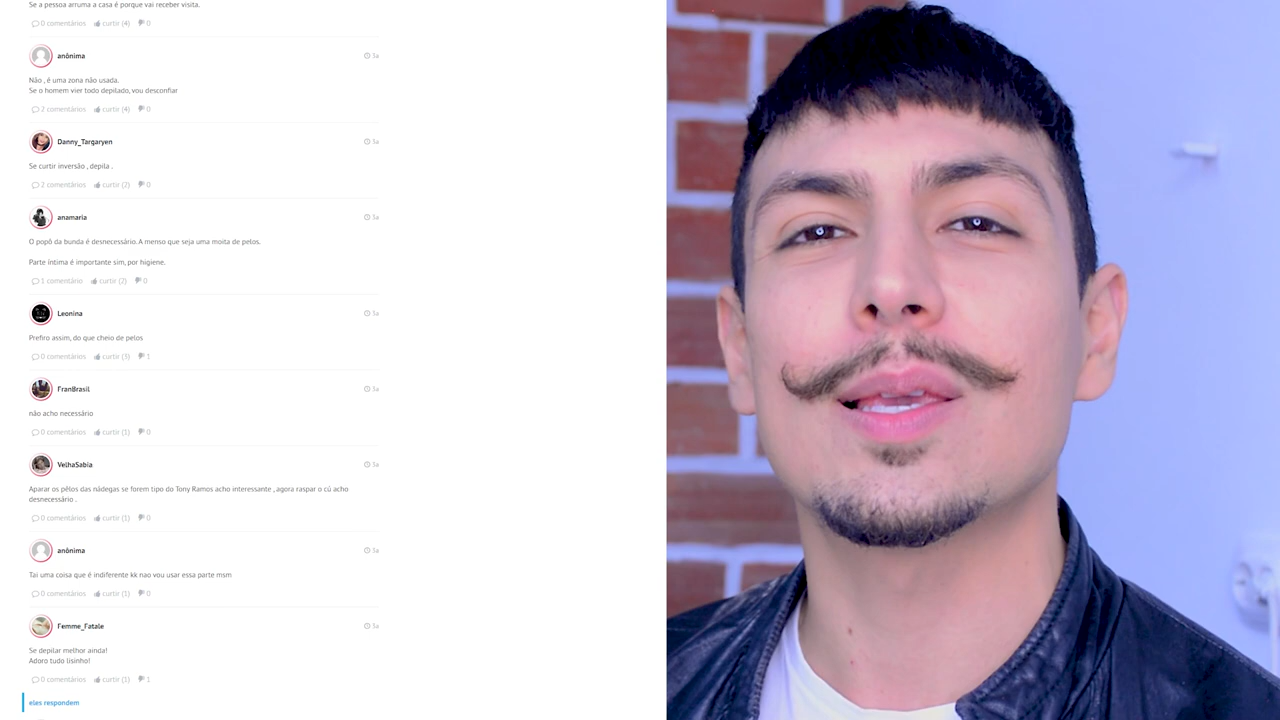 Se a pessoa arruma a casa é porque vai receber visita.
0 comentários curtir (4) 0
anônima 3a
Não , é uma zona não usada.
Se o homem vier todo depilado, vou desconfiar
2 comentários curtir (4) 0
Danny_Targaryen 3a
Se curtir inversão , depila .
2 comentários curtir (2) 0
anamaria 3a
O popô da bunda é desnecessário. A menso que seja uma moita de pelos.
Parte íntima é importante sim, por higiene.
1 comentário curtir (2) 0
Leonina 3a
Prefiro assim, do que cheio de pelos
0 comentários curtir (3) 1
FranBrasil 3a
não acho necessário
0 comentários curtir (1) 0
VelhaSabia 3a
Aparar os pêlos das nádegas se forem tipo do Tony Ramos acho interessante , agora raspar o cú acho
desnecessário .
0 comentários curtir (1) 0
anônima 3a
Tai uma coisa que é indiferente kk nao vou usar essa parte msm
0 comentários curtir (1) 0
Femme_Fatale 3a
Se depilar melhor ainda!
Adoro tudo lisinho!
0 comentários curtir (1) 1
eles respondem